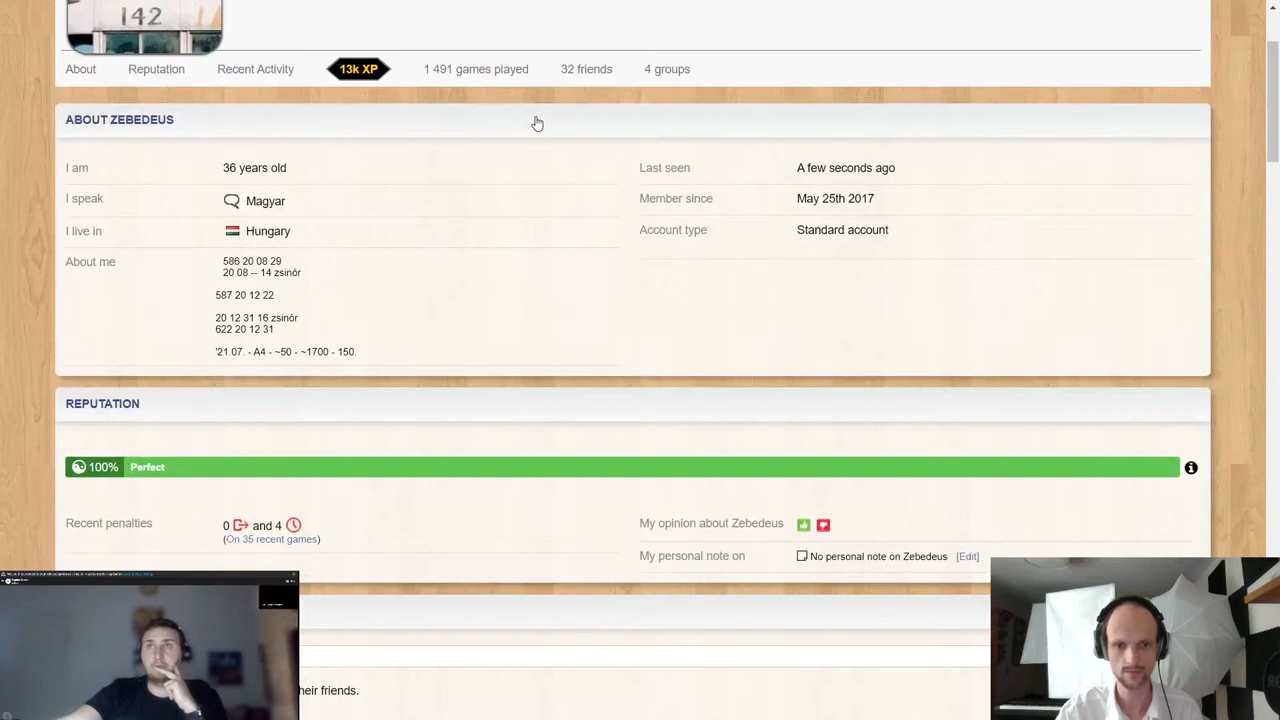 142
About Reputation Recent Activity 13k XP 1 491 games played 32 friends 4 groups
ABOUT ZEBEDEUS
I am 36 years old
I speak Magyar
I live in Hungary
About me 586 20 08 29
20 08 -- 14 zsinór
587 20 12 22
20 12 31 16 zsinór
622 20 12 31
'21.07. - A4 - ~50 - ~1700 - 150.
Last seen A few seconds ago
Member since May 25th 2017
Account type Standard account
REPUTATION
100% Perfect
Recent penalties 0 and 4
(On 35 recent games)
My opinion about Zebedeus
My personal note on No personal note on Zebedeus [Edit]
heir friends.